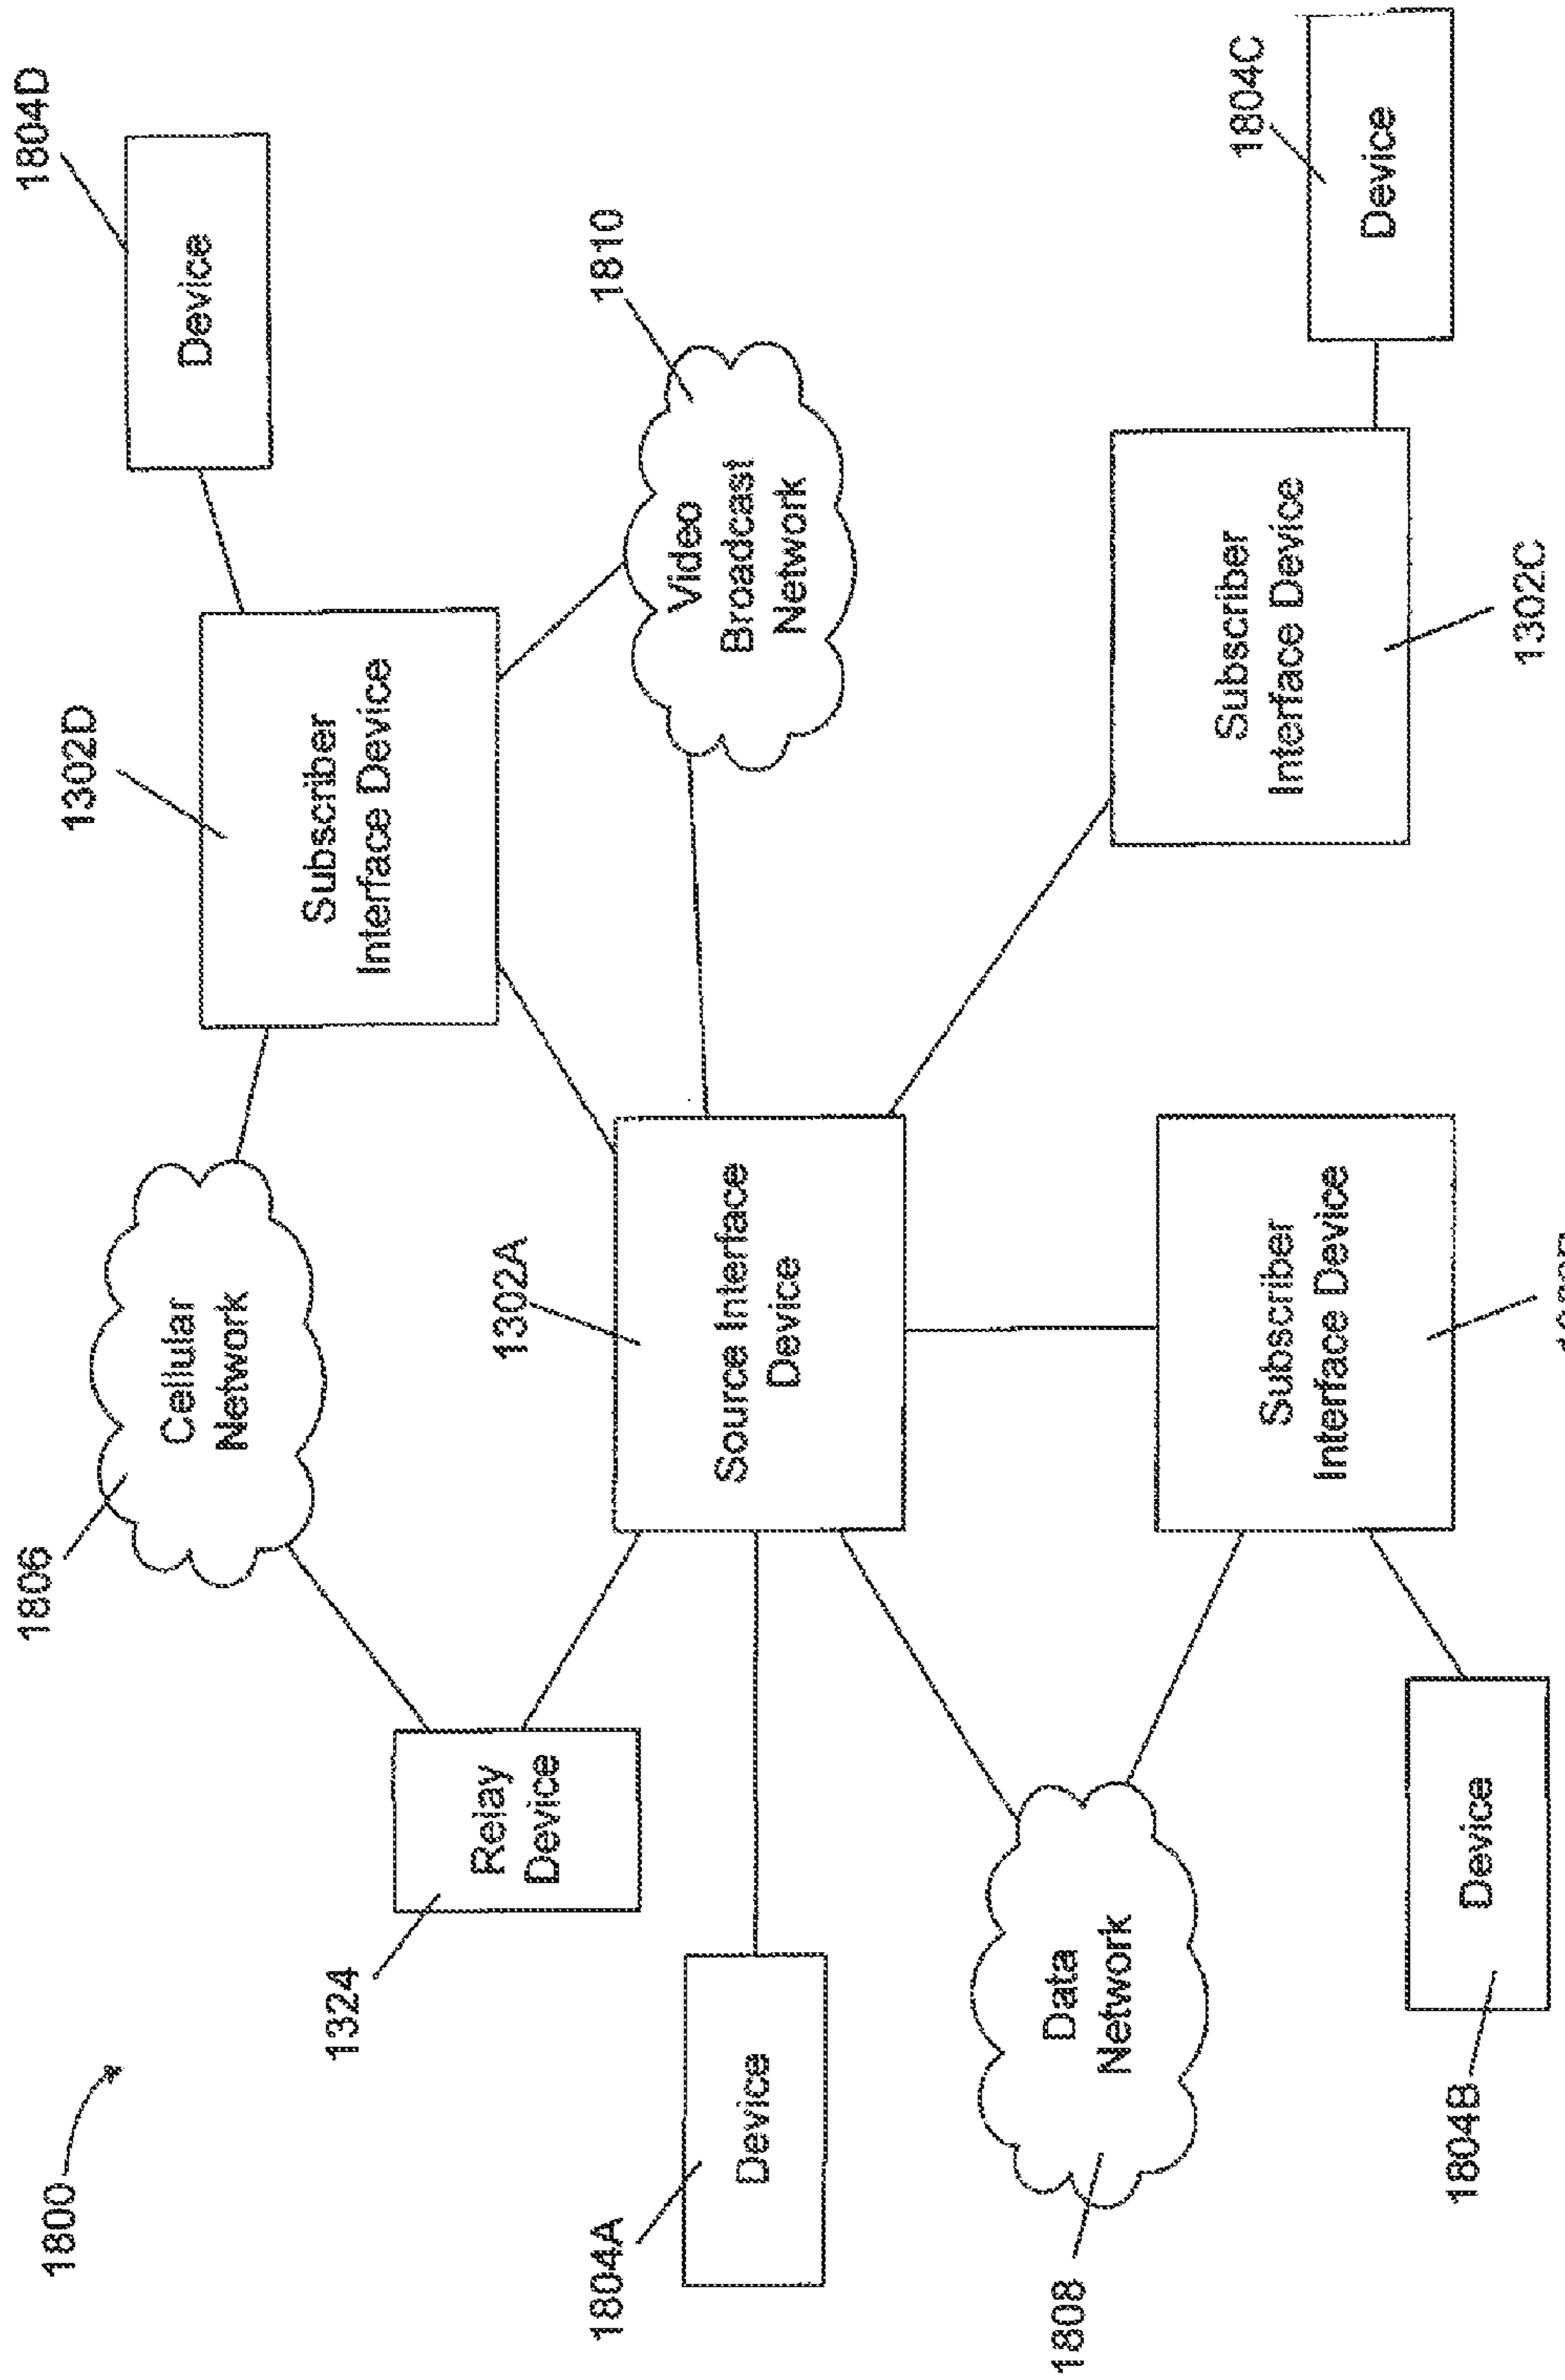 1800
1806
Cellular
Network
1302D
Subscriber
Interface Device
1804D
Device
1324
Relay
Device
1302A
Source Interface
Device
1810
Video
Broadcast
Network
1804A
Device
1808
Data
Network
Subscriber
Interface Device
Subscriber
Interface Device
1302C
1804C
Device
1804B
Device